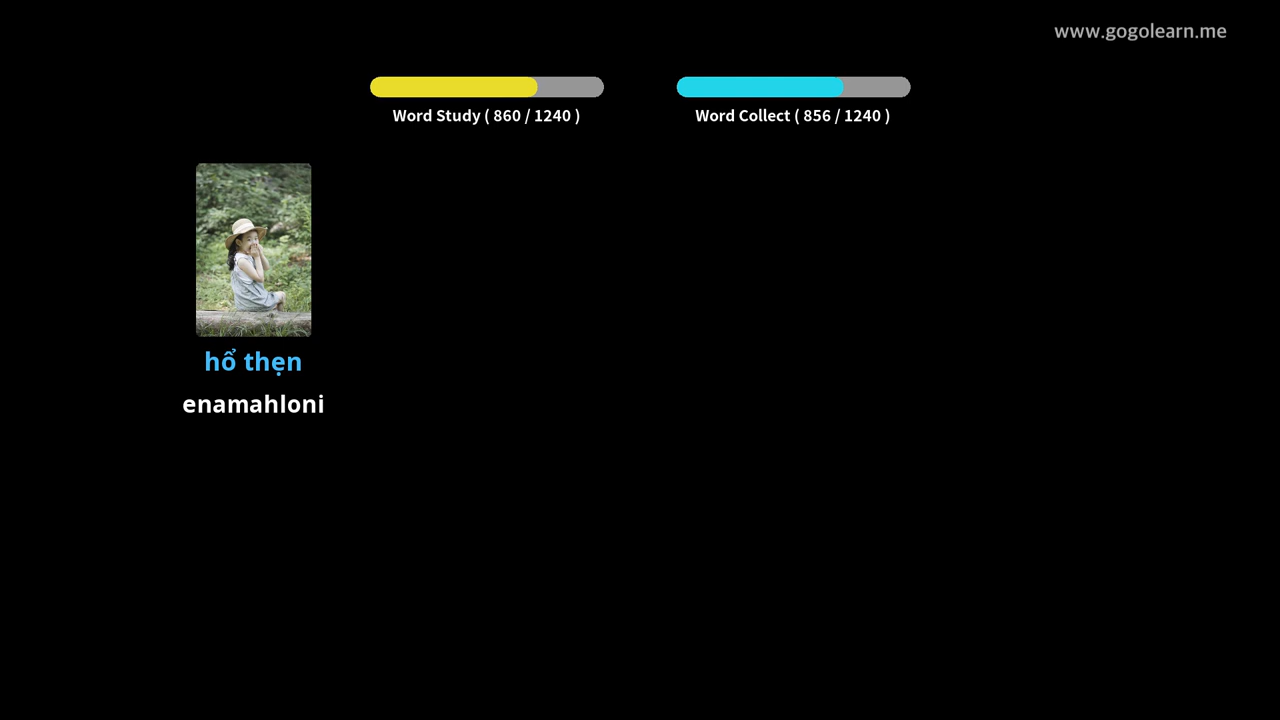 www.gogolearn.me
Word Study ( 860 / 1240 )
Word Collect ( 856 / 1240 )
hổ thẹn
enamahloni